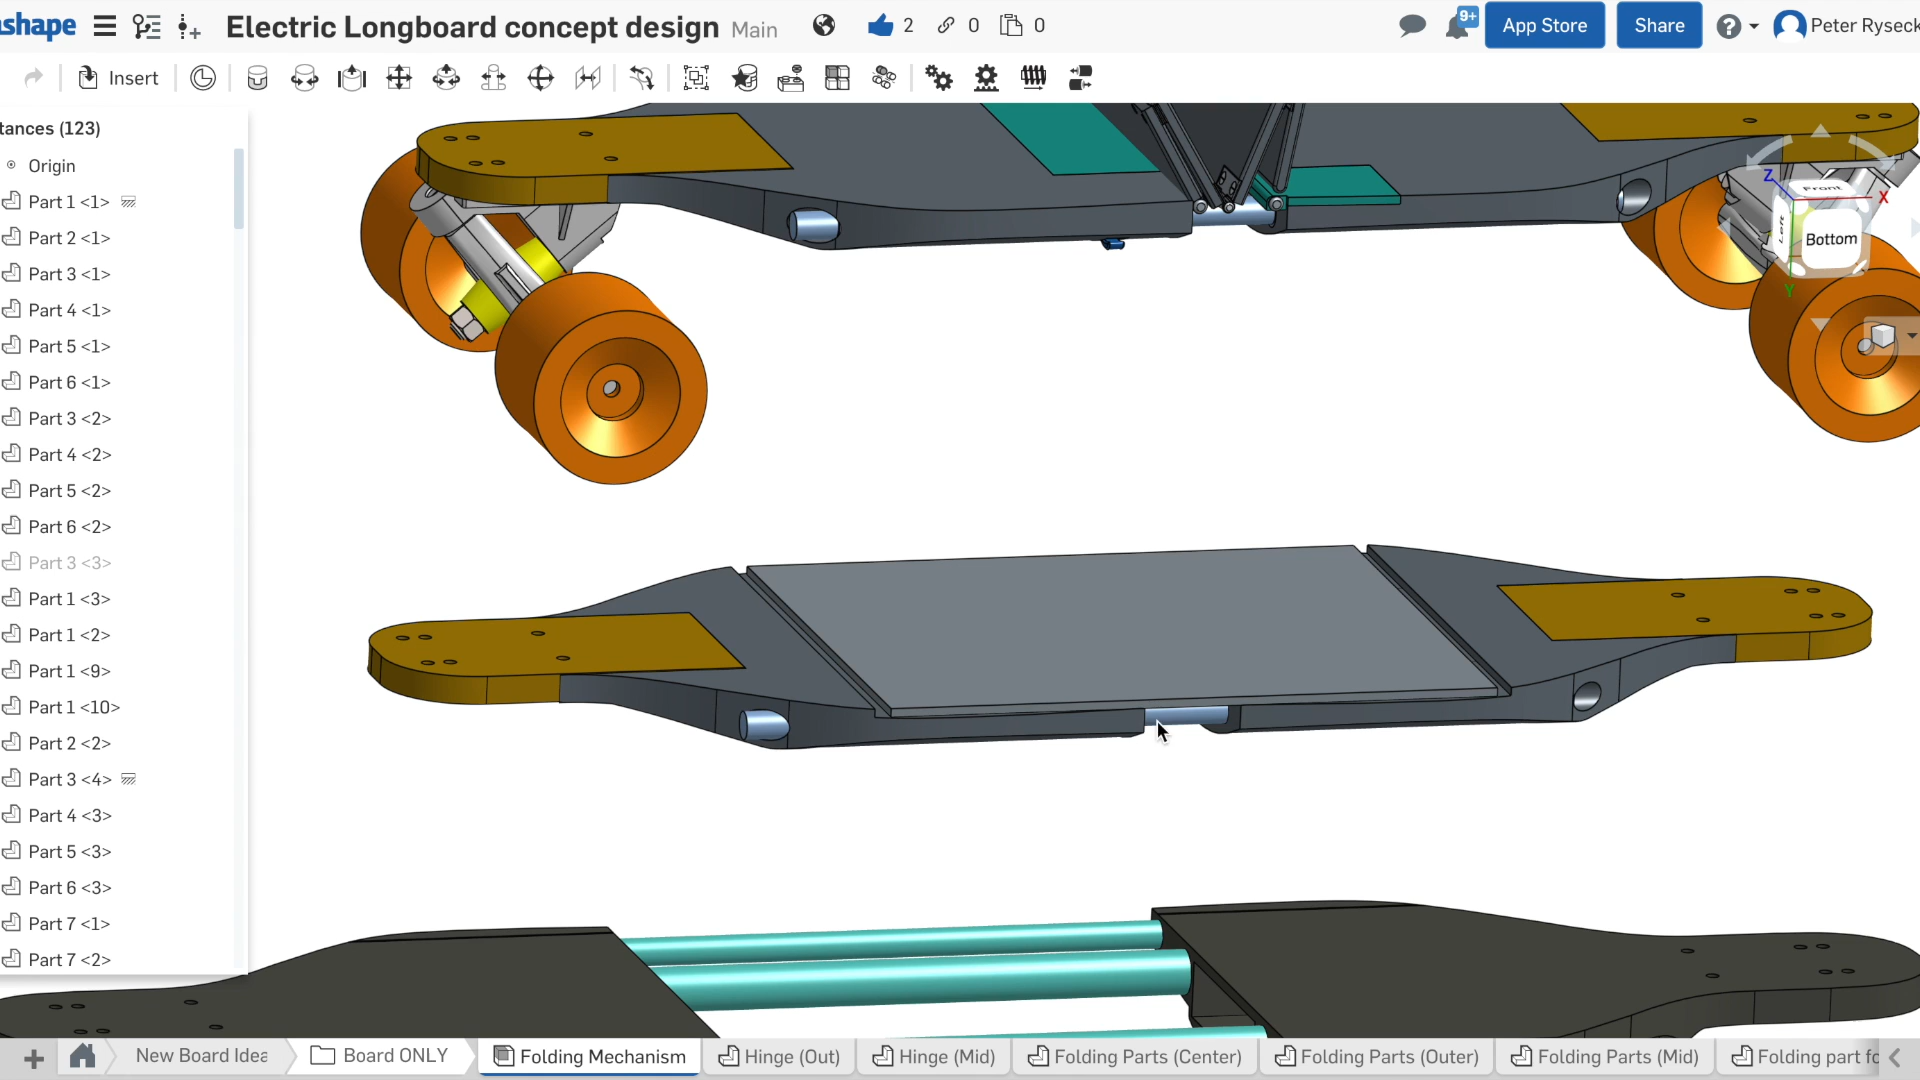 shape
Electric Longboard concept design Main
2
0
0
9+
App Store
Share
Peter Ryseck
Insert
tances (123)
Origin
Part 1 <1>
Part 2 <1>
Part 3 <1>
Part 4 <1>
Part 5 <1>
Part 6 <1>
Part 3 <2>
Part 4 <2>
Part 5 <2>
Part 6 <2>
Part 3 <3>
Part 1 <3>
Part 1 <2>
Part 1 <9>
Part 1 <10>
Part 2 <2>
Part 3 <4>
Part 4 <3>
Part 5 <3>
Part 6 <3>
Part 7 <1>
Part 7 <2>
Z
Front
X
Left
Bottom
Y
New Board Idea
Board ONLY
Folding Mechanism
Hinge (Out)
Hinge (Mid)
Folding Parts (Center)
Folding Parts (Outer)
Folding Parts (Mid)
Folding part fo